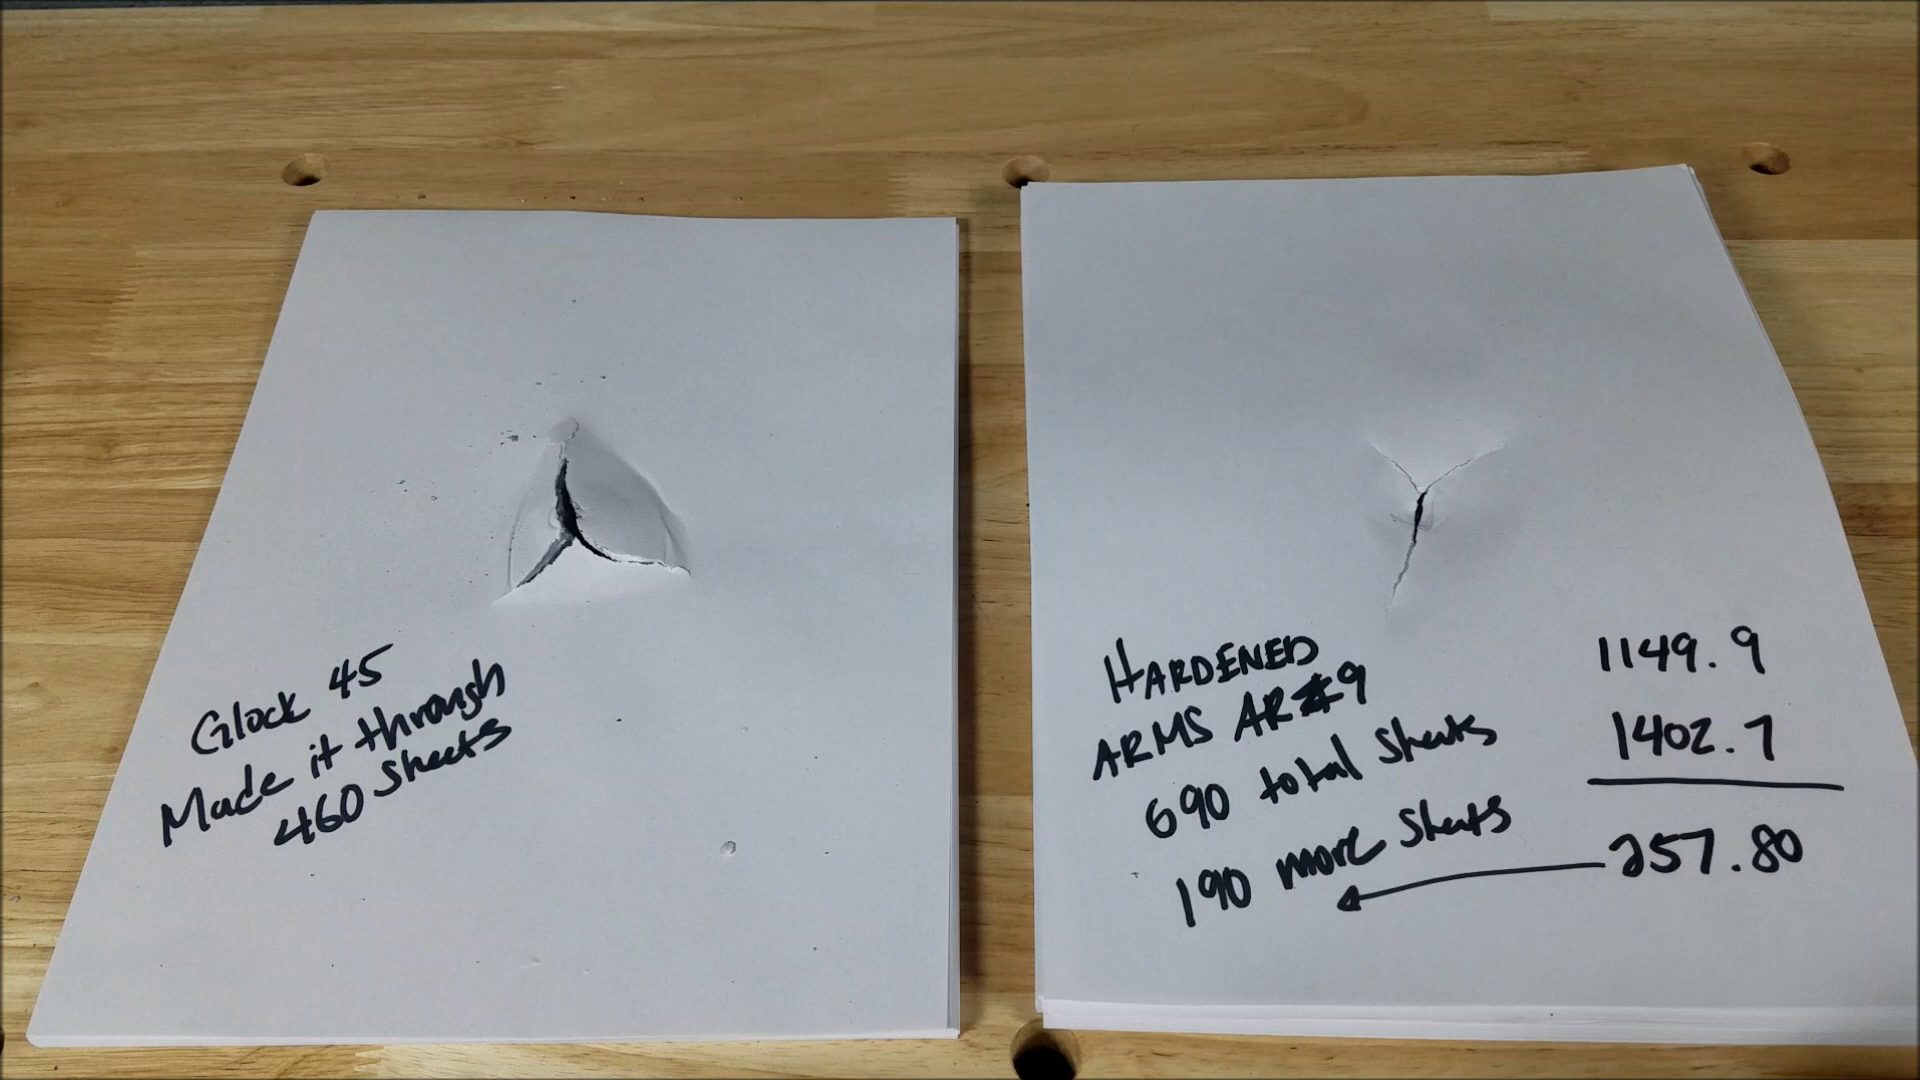 Glock 45
Made it through
460 Sheets
HARDENED
ARMS AR 9
690 total Sheets
190 more Sheets
1149.9
1402.7
257.80